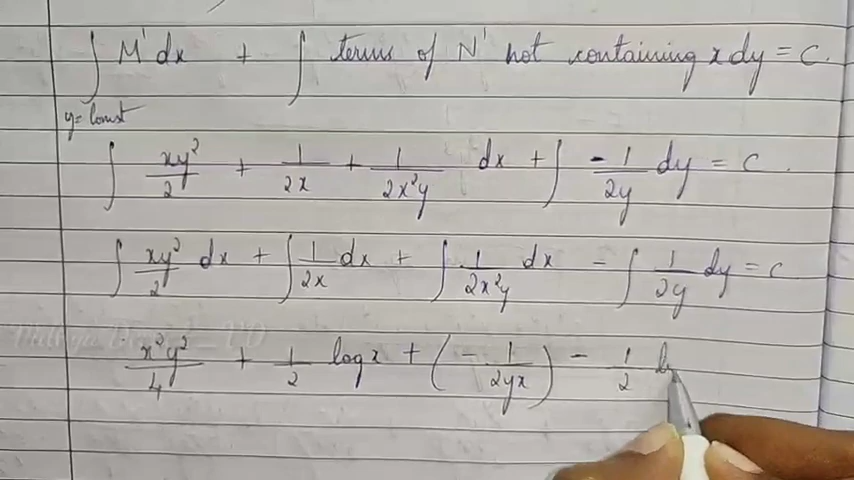 ∫ M' dx + ∫ terms of N' not containing x dy = c.
y = const
∫ xy²/2 + 1/2x + 1/2x²y dx + ∫ -1/2y dy = c.
∫ xy²/2 dx + ∫ 1/2x dx + ∫ 1/2x²y dx - ∫ 1/2y dy = c
x²y²/4 + 1/2 log x + (-1/2yx) - 1/2 l